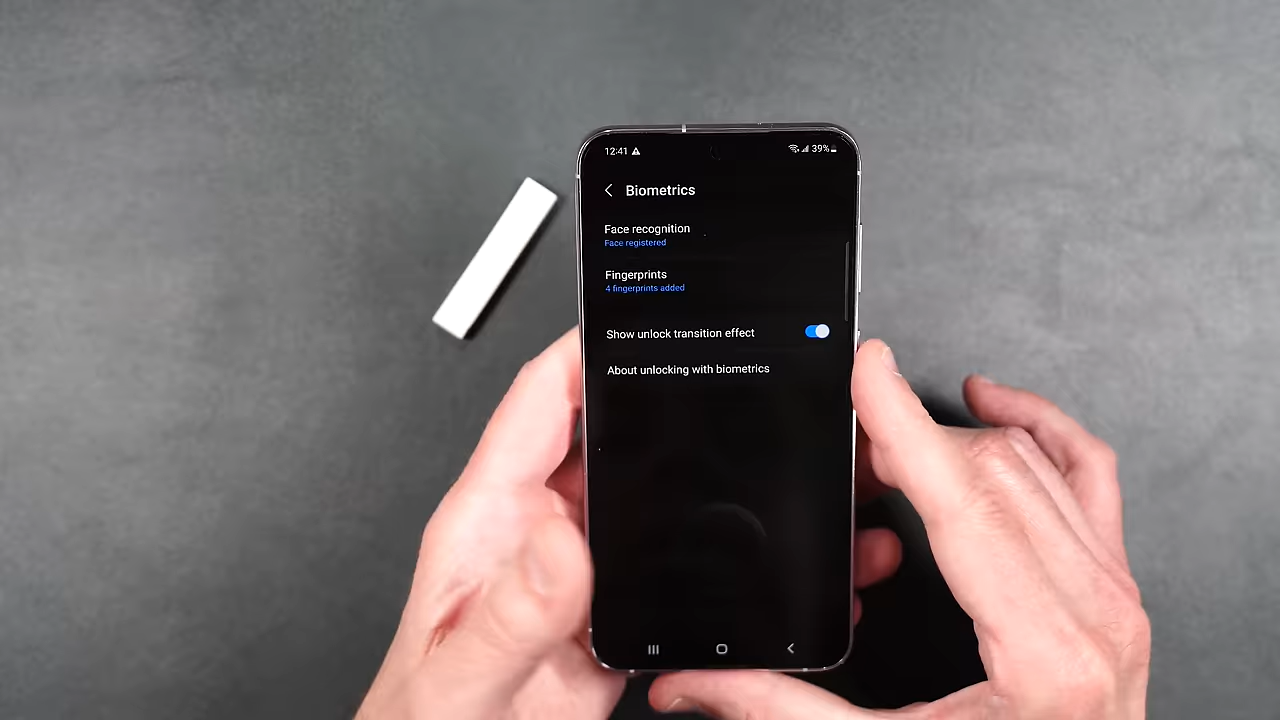 12:41 39%
Biometrics
Face recognition
Face registered
Fingerprints
4 fingerprints added
Show unlock transition effect
About unlocking with biometrics